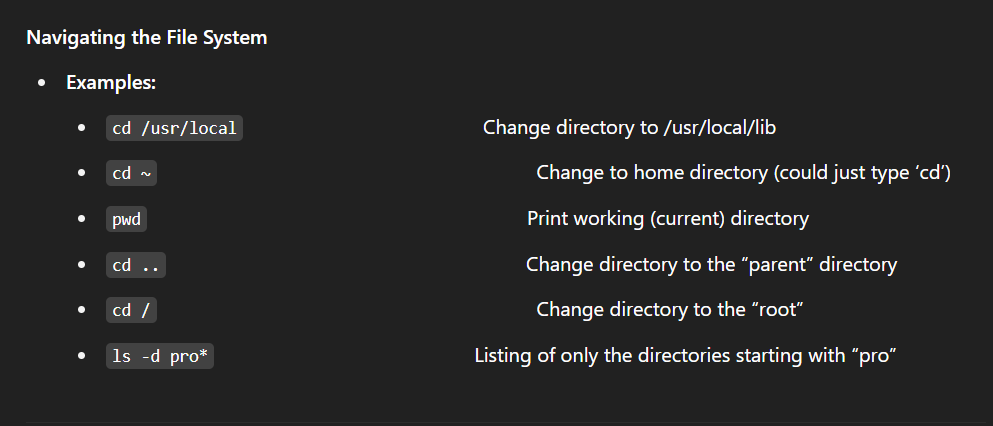 Navigating the File System
Examples:
cd /usr/local Change directory to /usr/local/lib
cd ~ Change to home directory (could just type ‘cd’)
pwd Print working (current) directory
cd .. Change directory to the “parent” directory
cd / Change directory to the “root”
ls -d pro* Listing of only the directories starting with “pro”